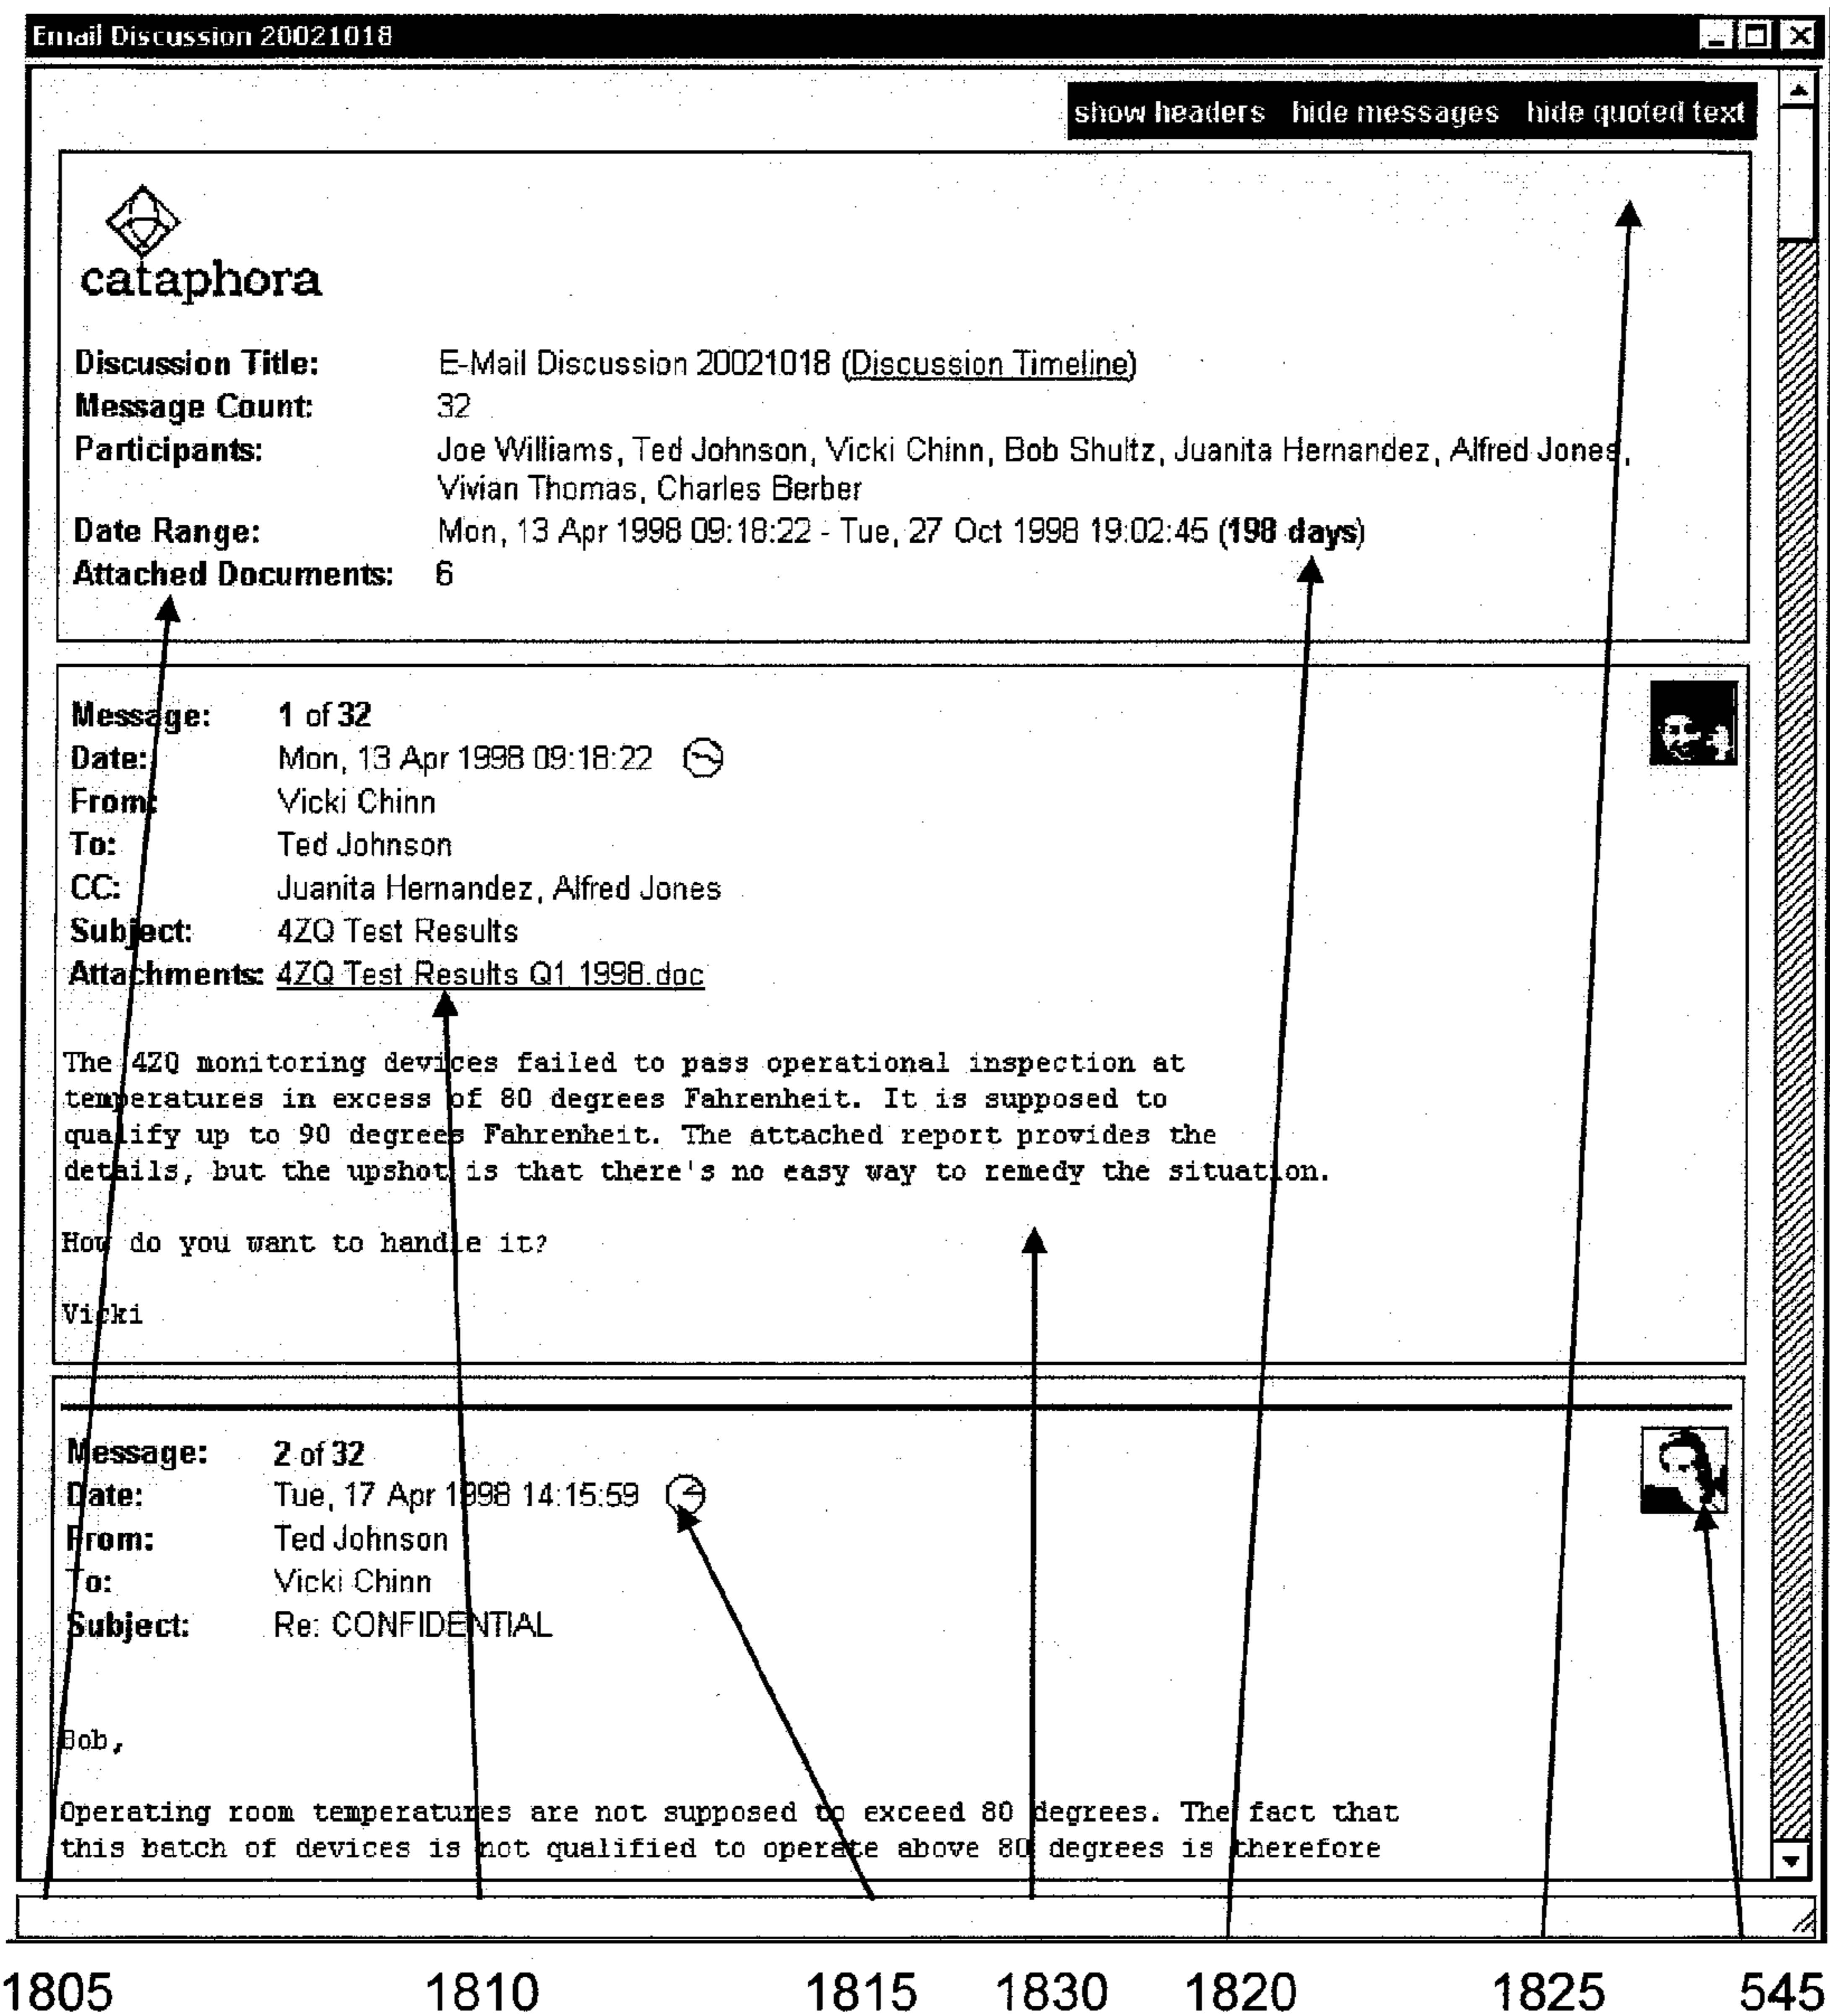 Email Discussion 20021018
show headers hide messages hide quoted text
cataphora
Discussion Title: E-Mail Discussion 20021018 (Discussion Timeline)
Message Count: 32
Participants: Joe Williams, Ted Johnson, Vicki Chinn, Bob Shultz, Juanita Hernandez, Alfred Jones,
Vivian Thomas, Charles Berber
Date Range: Mon, 13 Apr 1998 09:18:22 - Tue, 27 Oct 1998 19:02:45 (198 days)
Attached Documents: 6
Message: 1 of 32
Date: Mon, 13 Apr 1998 09:18:22
From: Vicki Chinn
To: Ted Johnson
CC: Juanita Hernandez, Alfred Jones
Subject: 4ZQ Test Results
Attachments: 4ZQ Test Results Q1 1998.doc
The 4ZQ monitoring devices failed to pass operational inspection at
temperatures in excess of 80 degrees Fahrenheit. It is supposed to
qualify up to 90 degrees Fahrenheit. The attached report provides the
details, but the upshot is that there's no easy way to remedy the situation.
How do you want to handle it?
Vicki
Message: 2 of 32
Date: Tue, 17 Apr 1998 14:15:59
From: Ted Johnson
To: Vicki Chinn
Subject: Re: CONFIDENTIAL
Bob,
Operating room temperatures are not supposed to exceed 80 degrees. The fact that
this batch of devices is not qualified to operate above 80 degrees is therefore
1805 1810 1815 1830 1820 1825 545